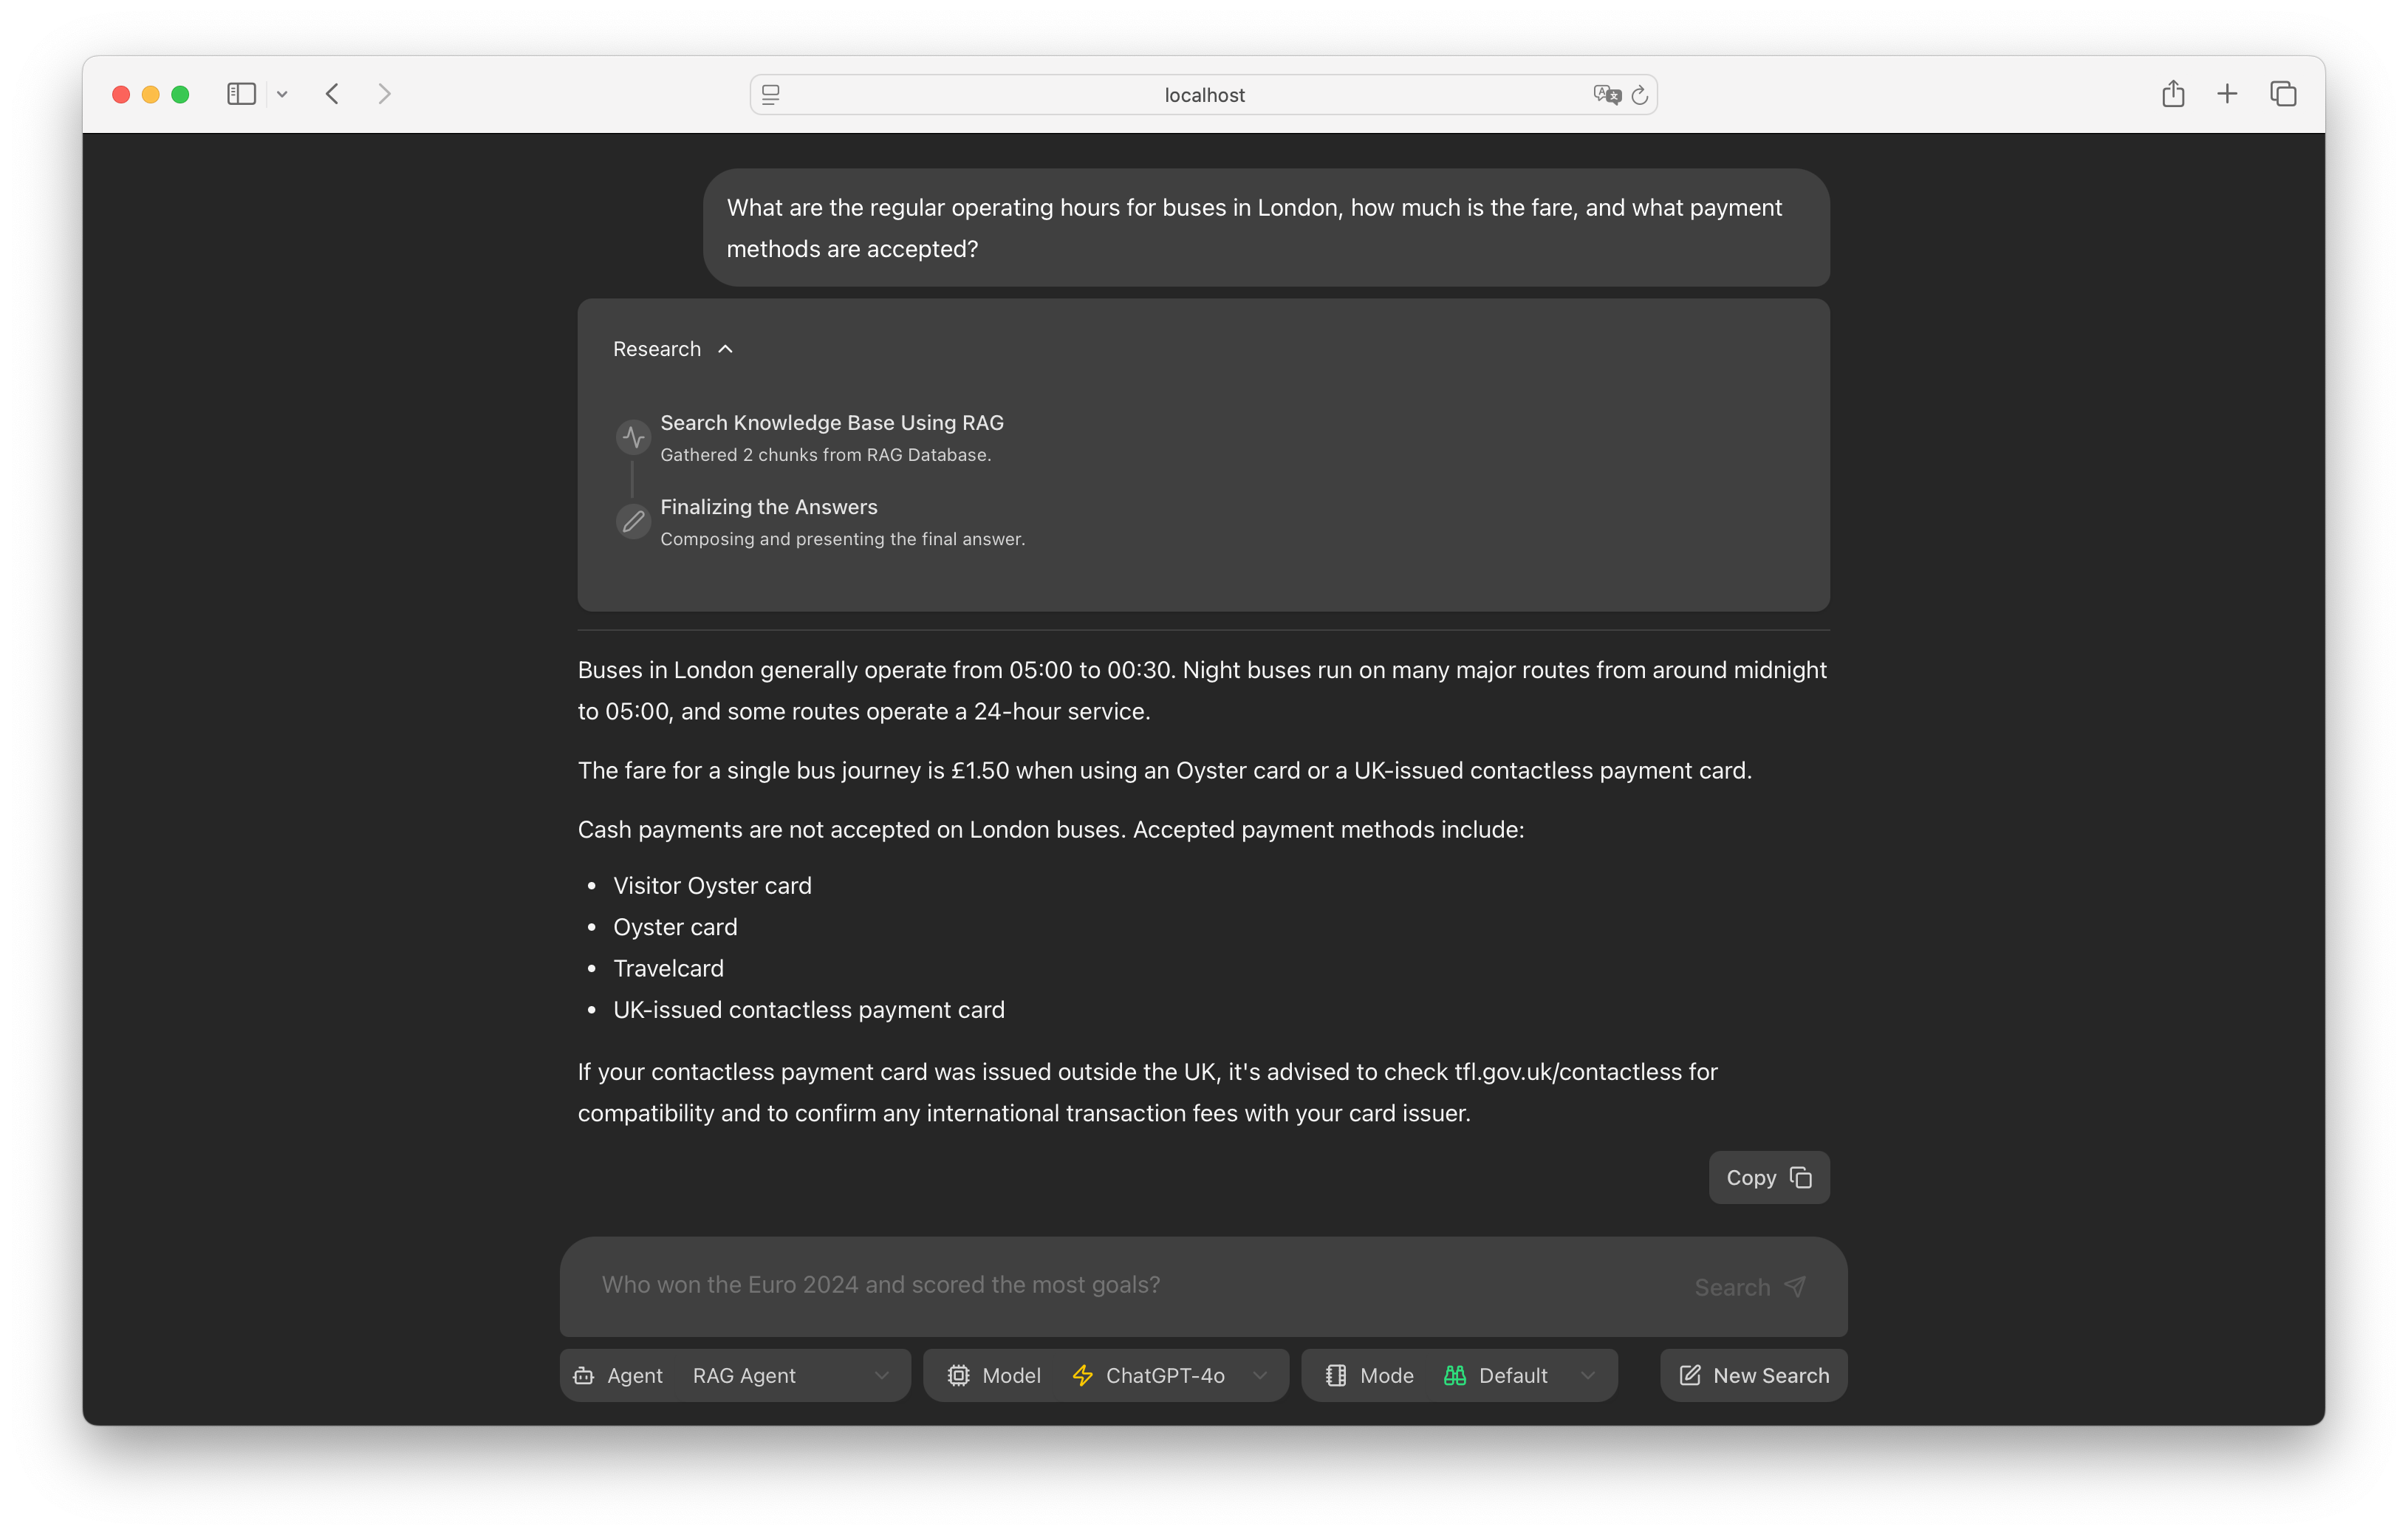 localhost
What are the regular operating hours for buses in London, how much is the fare, and what payment
methods are accepted?
Research
Search Knowledge Base Using RAG
Gathered 2 chunks from RAG Database.
Finalizing the Answers
Composing and presenting the final answer.
Buses in London generally operate from 05:00 to 00:30. Night buses run on many major routes from around midnight
to 05:00, and some routes operate a 24-hour service.
The fare for a single bus journey is £1.50 when using an Oyster card or a UK-issued contactless payment card.
Cash payments are not accepted on London buses. Accepted payment methods include:
• Visitor Oyster card
• Oyster card
• Travelcard
• UK-issued contactless payment card
If your contactless payment card was issued outside the UK, it's advised to check tfl.gov.uk/contactless for
compatibility and to confirm any international transaction fees with your card issuer.
Copy
Who won the Euro 2024 and scored the most goals? Search
Agent RAG Agent Model ChatGPT-4o Mode Default New Search